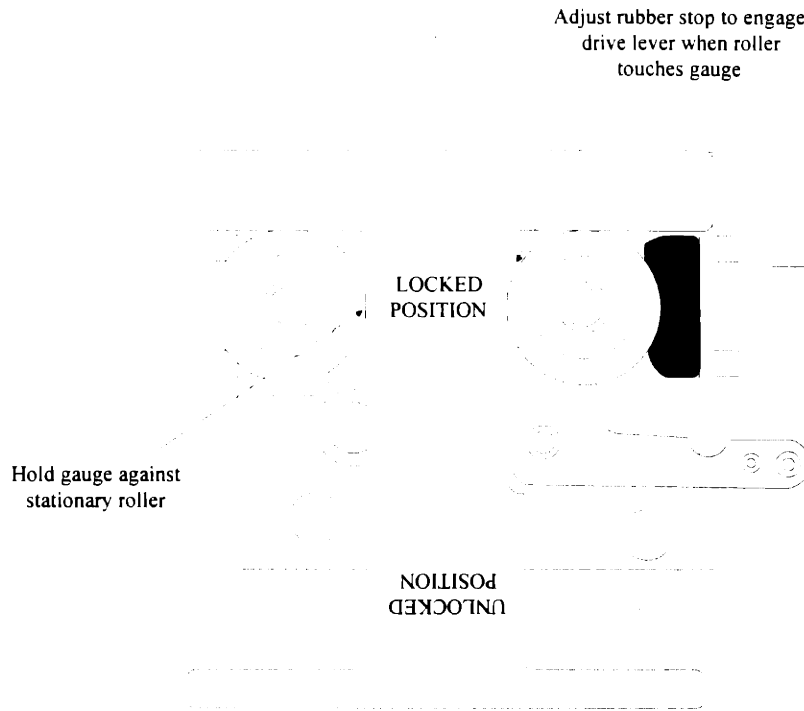 Adjust rubber stop to engage
drive lever when roller
touches gauge
LOCKED
POSITION
Hold gauge against
stationary roller
UNLOCKED
POSITION